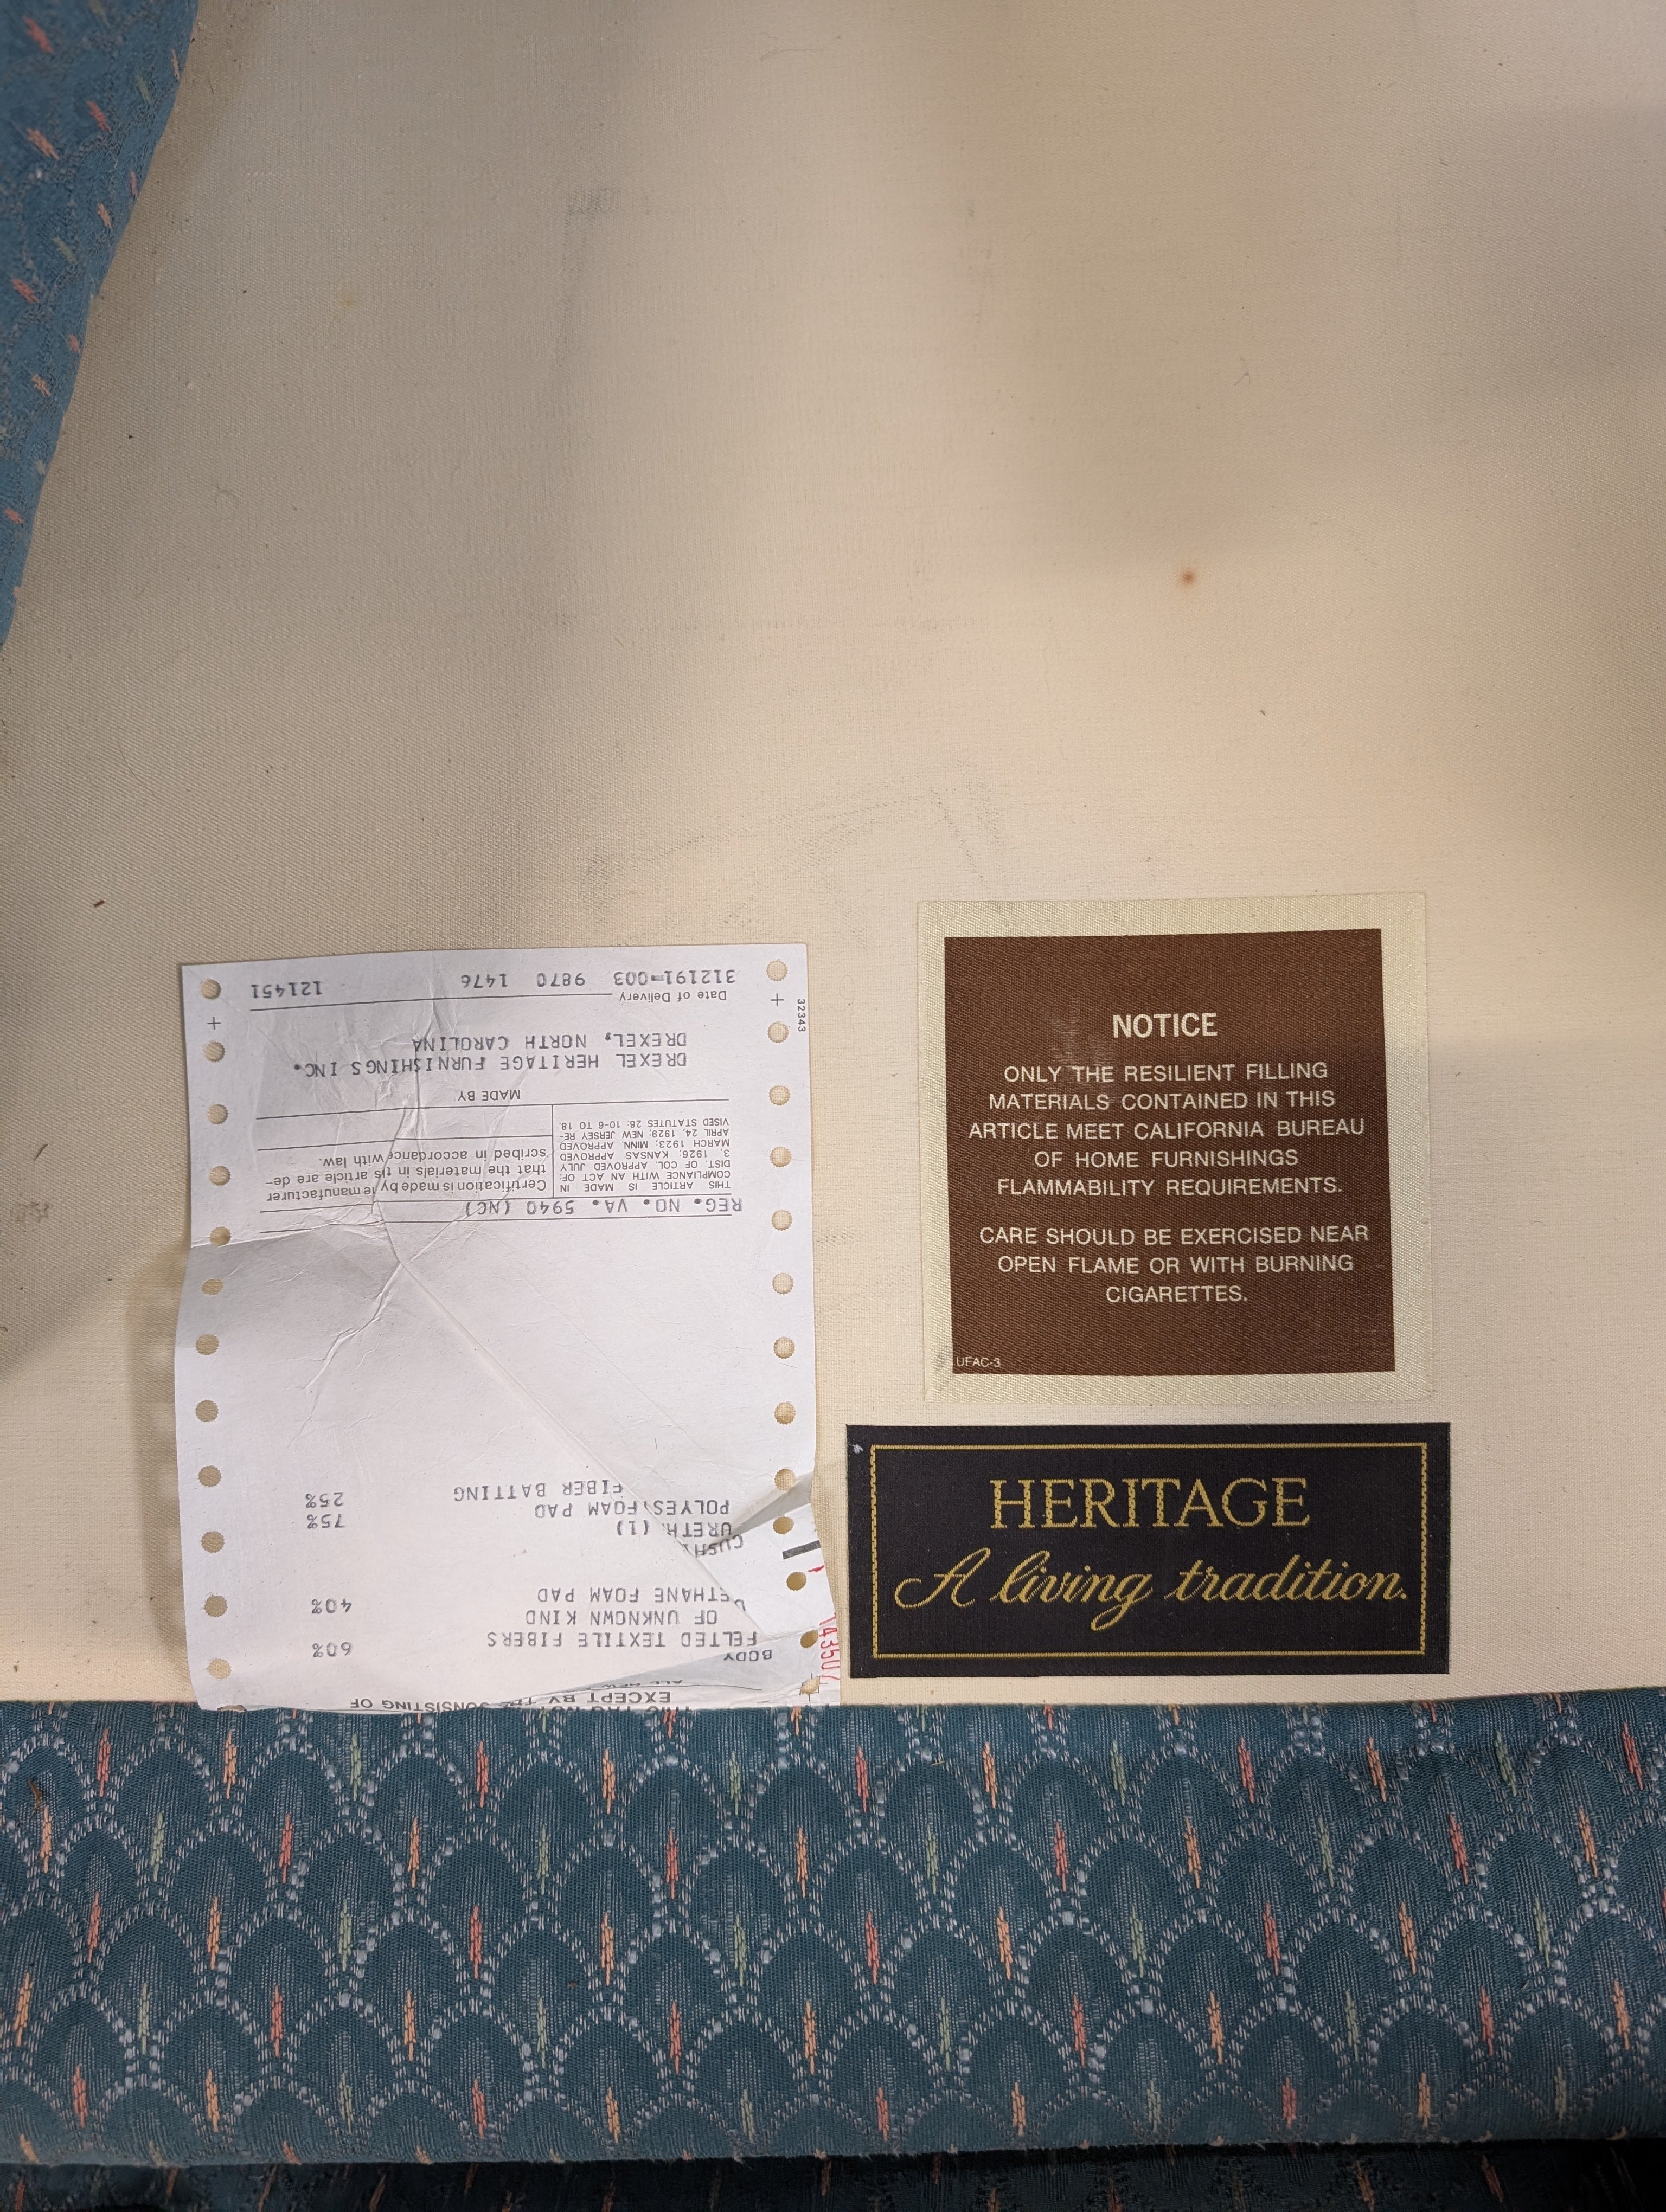 EXCEPT BY CONSISTING OF
BODY
FELTED TEXTILE FIBERS 60%
OF UNKNOWN KIND
ETHANE FOAM PAD 40%
CUSHI
URETH (1)
POLYES FOAM PAD 75%
FIBER BATTING 25%
REG. NO. VA. 5940 (NC)
THIS ARTICLE IS MADE IN
COMPLIANCE WITH AN ACT OF:
DIST. OF COL. APPROVED JULY
3, 1926; KANSAS APPROVED
MARCH 1923; MINN APPROVED
APRIL 24, 1929; NEW JERSEY RE-
VISED STATUTES 26: 10-6 TO 18.
Certification is made by manufacturer
that the materials in this article are de-
scribed in accordance with law.
MADE BY
DREXEL HERITAGE FURNISHINGS INC.
DREXEL, NORTH CAROLINA
Date of Delivery
312191-003 9870 1476 121451
32343
NOTICE
ONLY THE RESILIENT FILLING
MATERIALS CONTAINED IN THIS
ARTICLE MEET CALIFORNIA BUREAU
OF HOME FURNISHINGS
FLAMMABILITY REQUIREMENTS.
CARE SHOULD BE EXERCISED NEAR
OPEN FLAME OR WITH BURNING
CIGARETTES.
UFAC-3
HERITAGE
A living tradition.